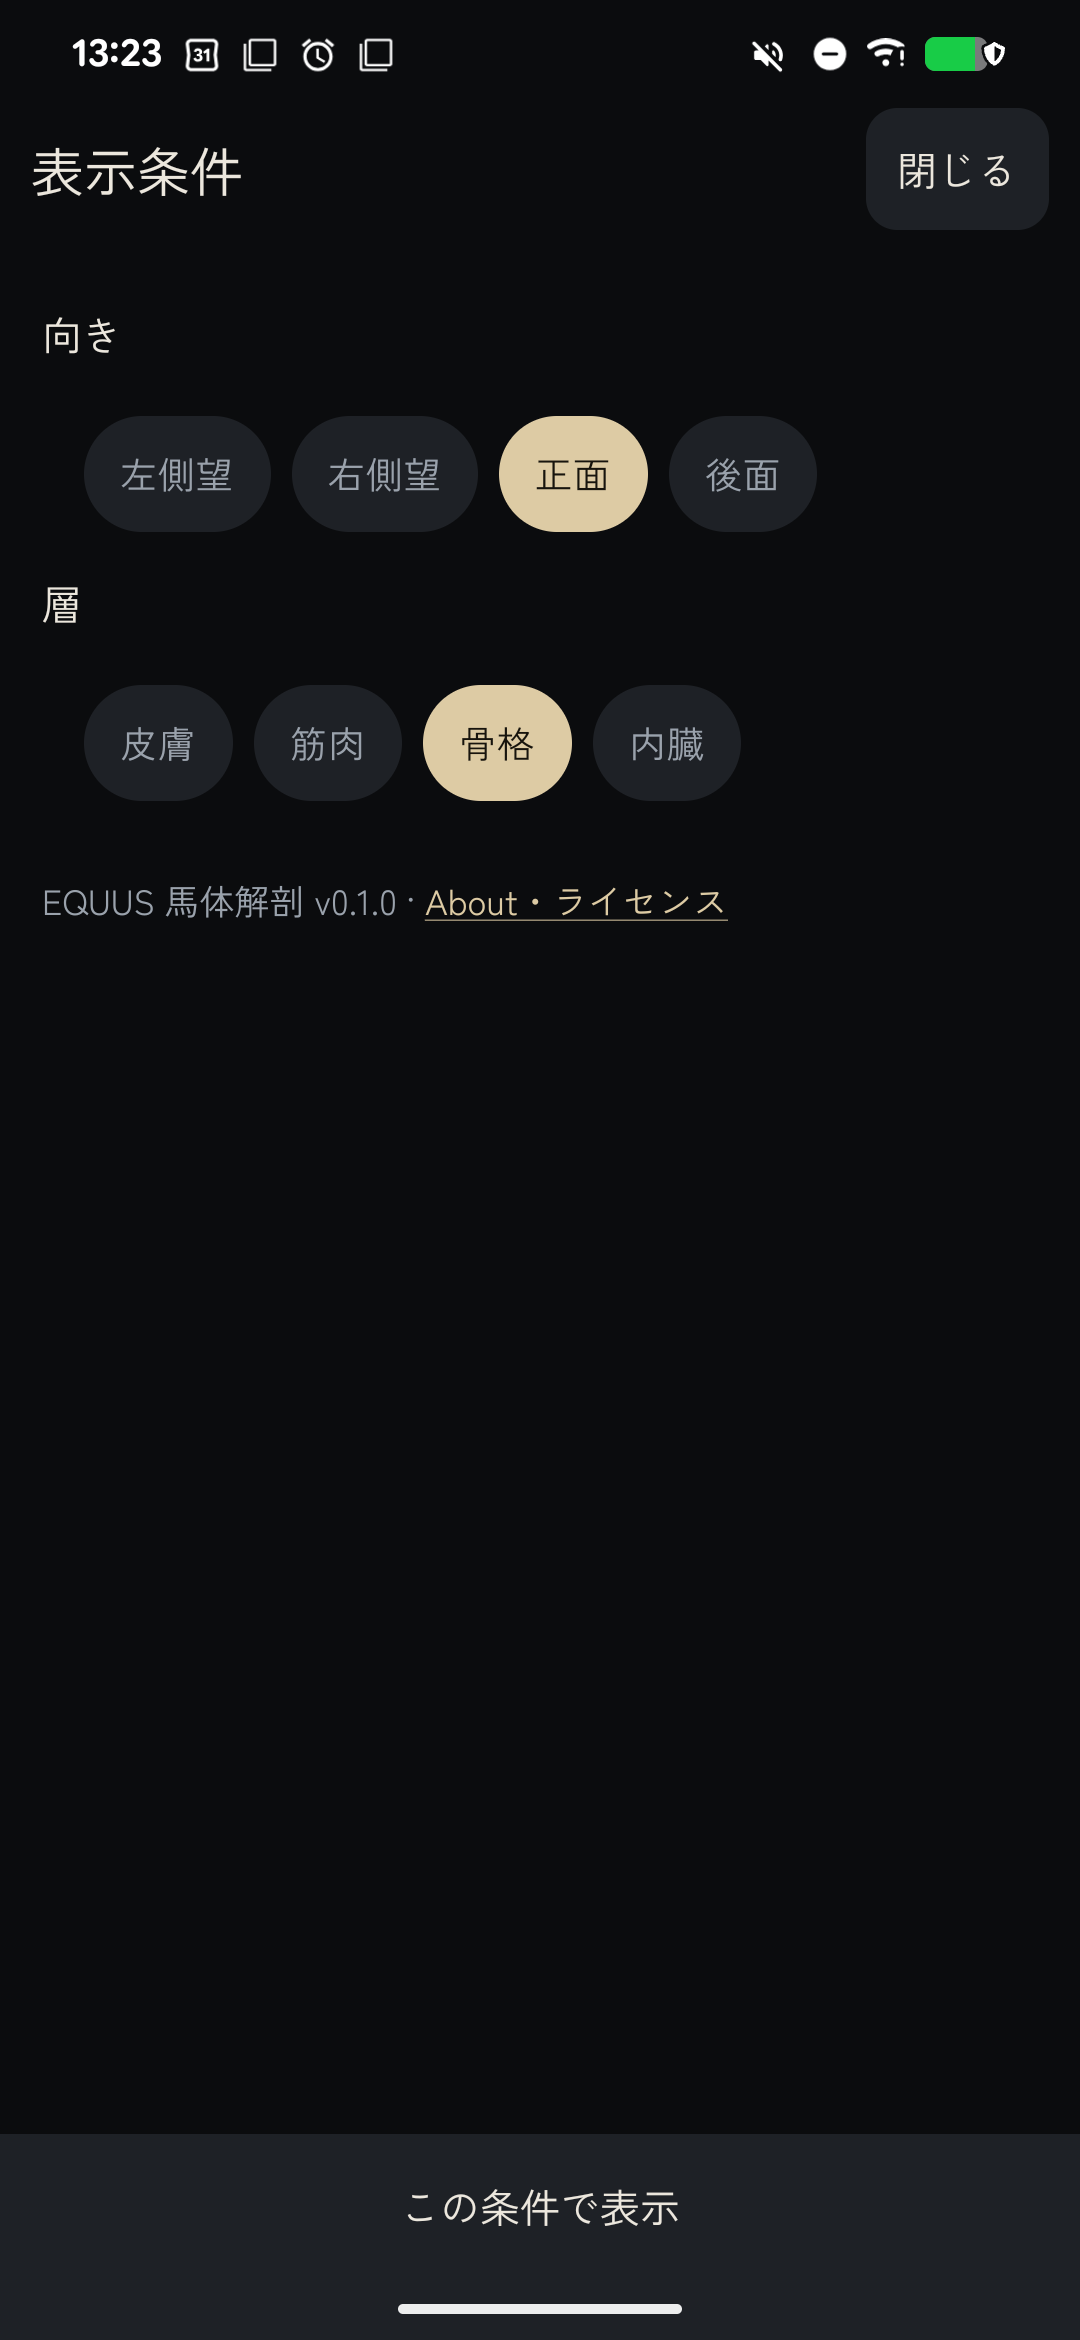 13:23 31
表示条件
閉じる
向き
左側望 右側望 正面 後面
層
皮膚 筋肉 骨格 内臓
EQUUS 馬体解剖 v0.1.0 · About・ライセンス
この条件で表示